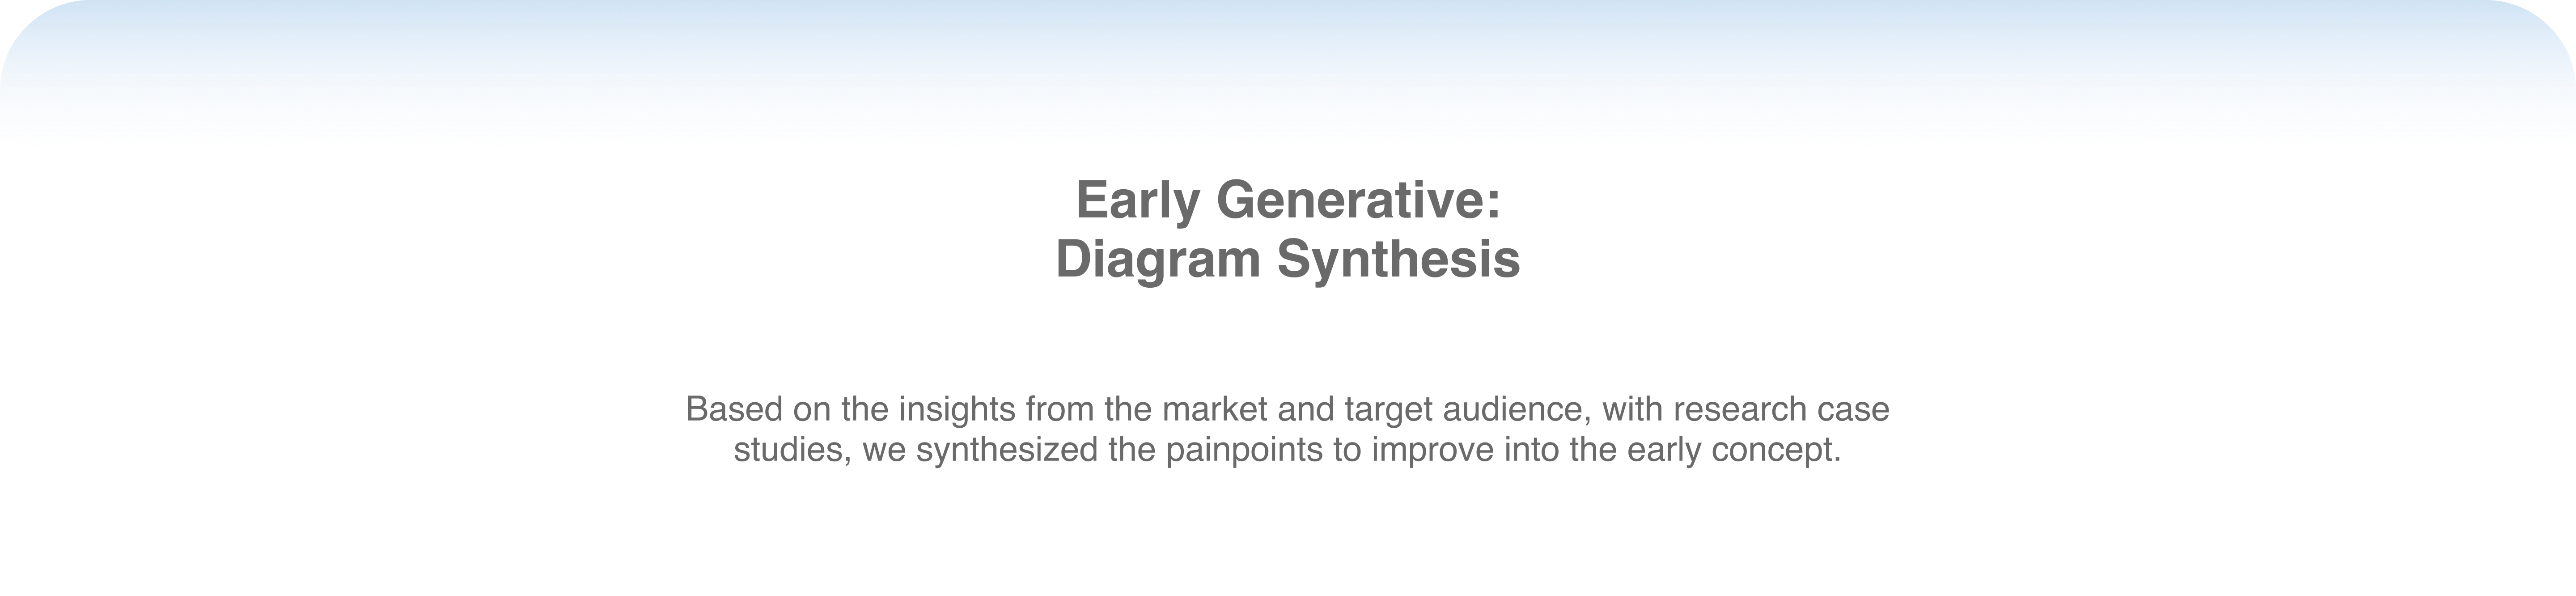 Early Generative:
Diagram Synthesis
Based on the insights from the market and target audience, with research case
studies, we synthesized the painpoints to improve into the early concept.